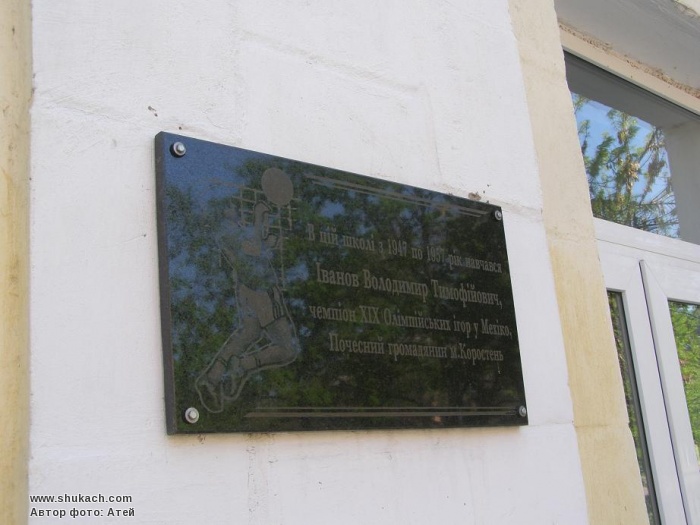 В цій школі з 1947 по 1957 рік навчався
Іванов Володимир Тимофійович,
чемпіон XIX Олімпійських ігор у Мехіко,
Почесний громадянин м.Коростень
www.shukach.com
Автор фото: Атей